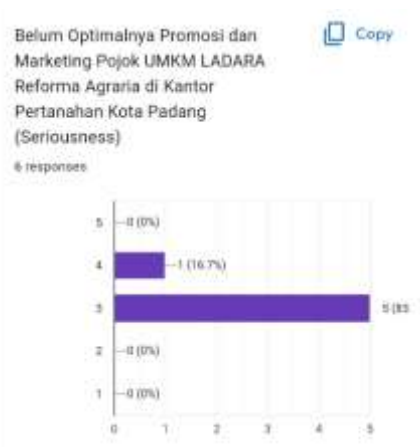 Belum Optimalnya Promosi dan
Copy
Marketing Pojok UMKM LADARA
Reforma Agraria di Kantor
Pertanahan Kota Padang
(Seriousness)
6 responses
5 0 (0%)
4 1 (16.7%)
3 5 (83
2 0 (0%)
1 0 (0%)
0 1 2 3 4 5